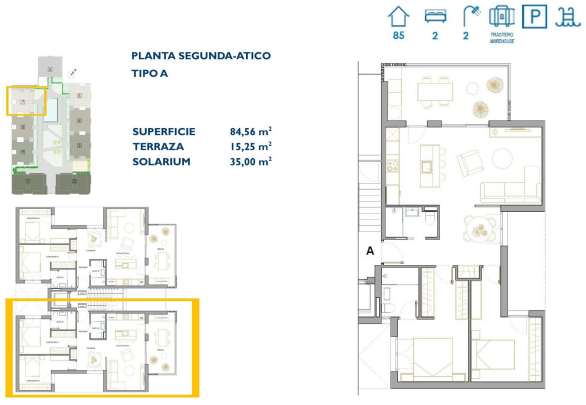 PLANTA SEGUNDA-ATICO
TIPO A
SUPERFICIE 84,56 m²
TERRAZA 15,25 m²
SOLARIUM 35,00 m²
85 2 2 TRASTERO P
WAREHOUSE
A